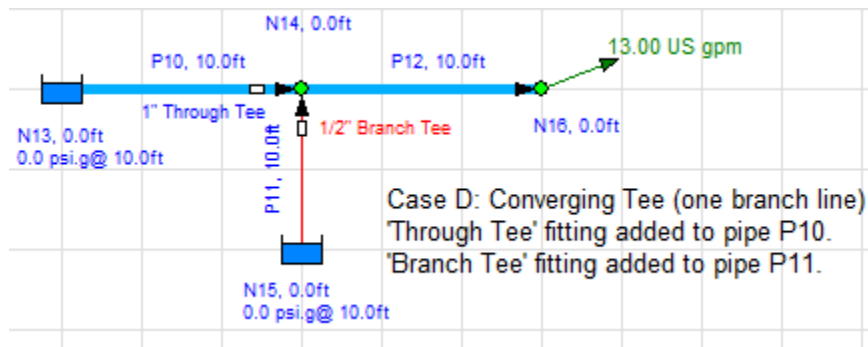 N14, 0.0ft
13.00 US gpm
P10, 10.0ft
P12, 10.0ft
1" Through Tee
N13, 0.0ft
0.0 psi.g@ 10.0ft
P11, 10.0ft
1/2" Branch Tee
N16, 0.0ft
Case D: Converging Tee (one branch line)
'Through Tee' fitting added to pipe P10.
'Branch Tee' fitting added to pipe P11.
N15, 0.0ft
0.0 psi.g@ 10.0ft